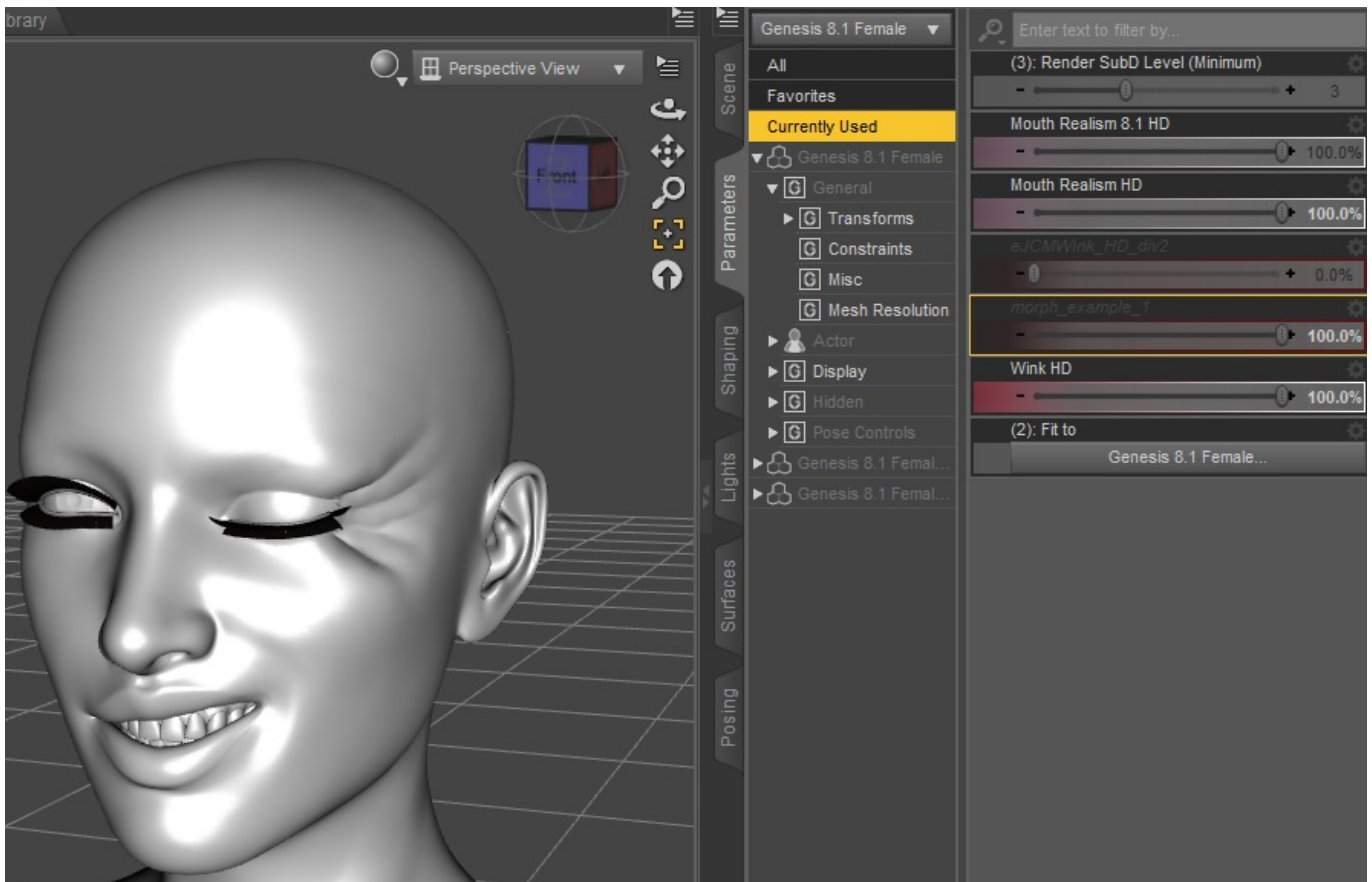 brary
Perspective View
Front
Scene
Parameters
Shaping
Lights
Surfaces
Posing
Genesis 8.1 Female
All
Favorites
Currently Used
Genesis 8.1 Female
G General
G Transforms
G Constraints
G Misc
G Mesh Resolution
Actor
G Display
G Hidden
G Pose Controls
Genesis 8.1 Femal...
Genesis 8.1 Femal...
Enter text to filter by...
(3): Render SubD Level (Minimum)
- + 3
Mouth Realism 8.1 HD
- + 100.0%
Mouth Realism HD
- + 100.0%
eJCMWink_HD_div2
- + 0.0%
morph_example_1
- + 100.0%
Wink HD
- + 100.0%
(2): Fit to
Genesis 8.1 Female...